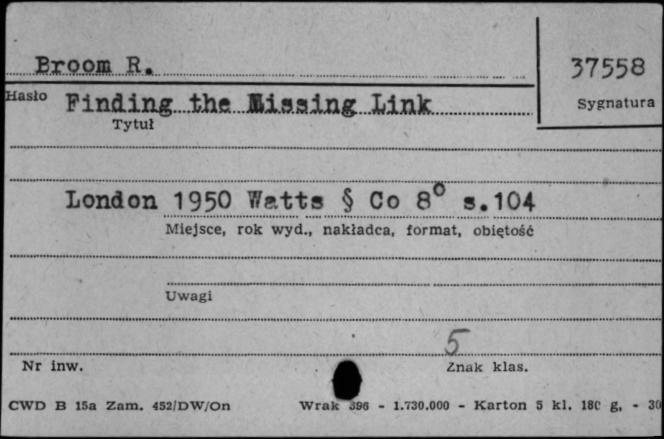 Broom R.
37558
Hasło Finding the Missing Link
Sygnatura
Tytuł
London 1950 Watts § Co 8° s.104
Miejsce, rok wyd., nakładca, format, objętość
Uwagi
5
Nr inw.
Znak klas.
CWD B 15a Zam. 452/DW/On Wrak 396 - 1.730.000 - Karton 5 kl. 180 g, - 30